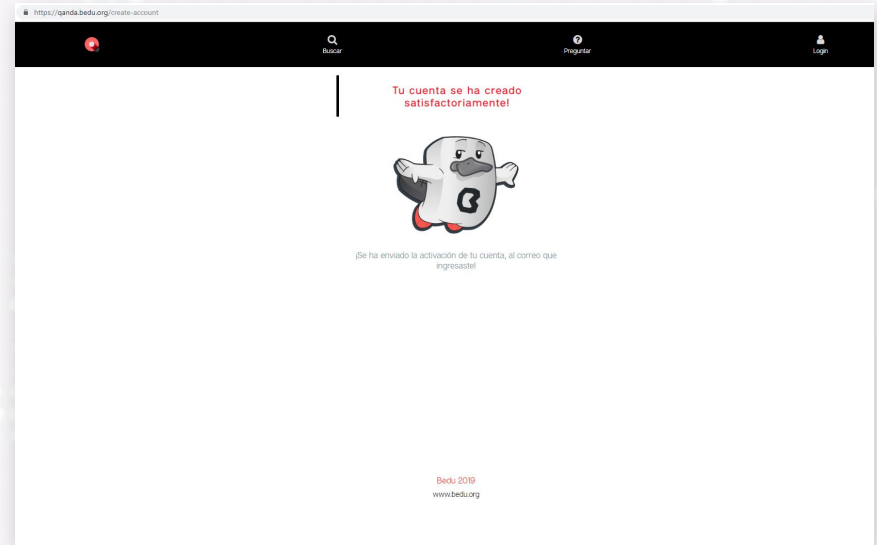 https://qanda.bedu.org/create-account
Buscar
Preguntar
Login
Tu cuenta se ha creado
satisfactoriamente!
¡Se ha enviado la activación de tu cuenta, al correo que
ingresaste!
Bedu 2019
www.bedu.org